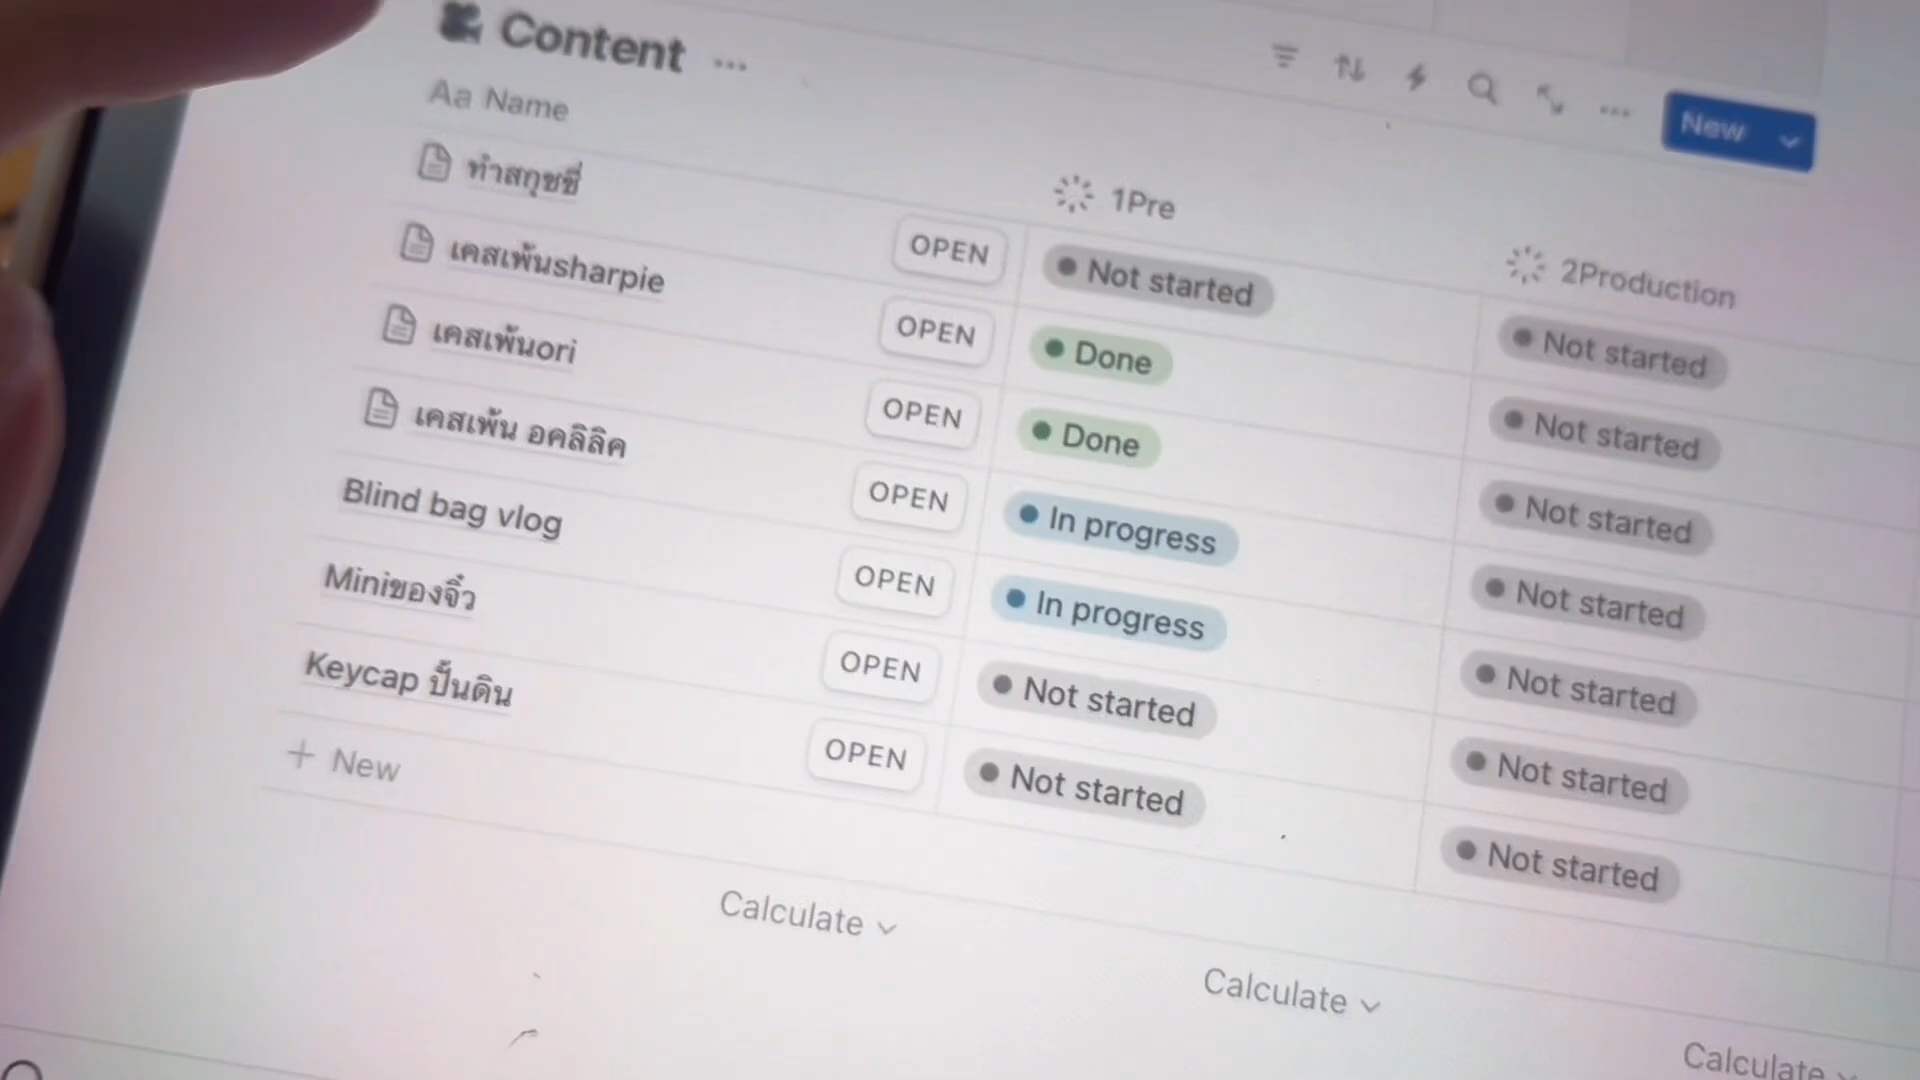 Content ...
Aa Name
1Pre
2Production
New
ทำสกุชชี่ OPEN Not started Not started
เคสเพ้นsharpie OPEN Done Not started
เคสเพ้นori OPEN Done Not started
เคสเพ้น อคลิลิค OPEN In progress Not started
Blind bag vlog OPEN In progress Not started
Miniของจิ๋ว OPEN Not started Not started
Keycap ปั้นดิน OPEN Not started Not started
+ New
Calculate
Calculate
Calculate